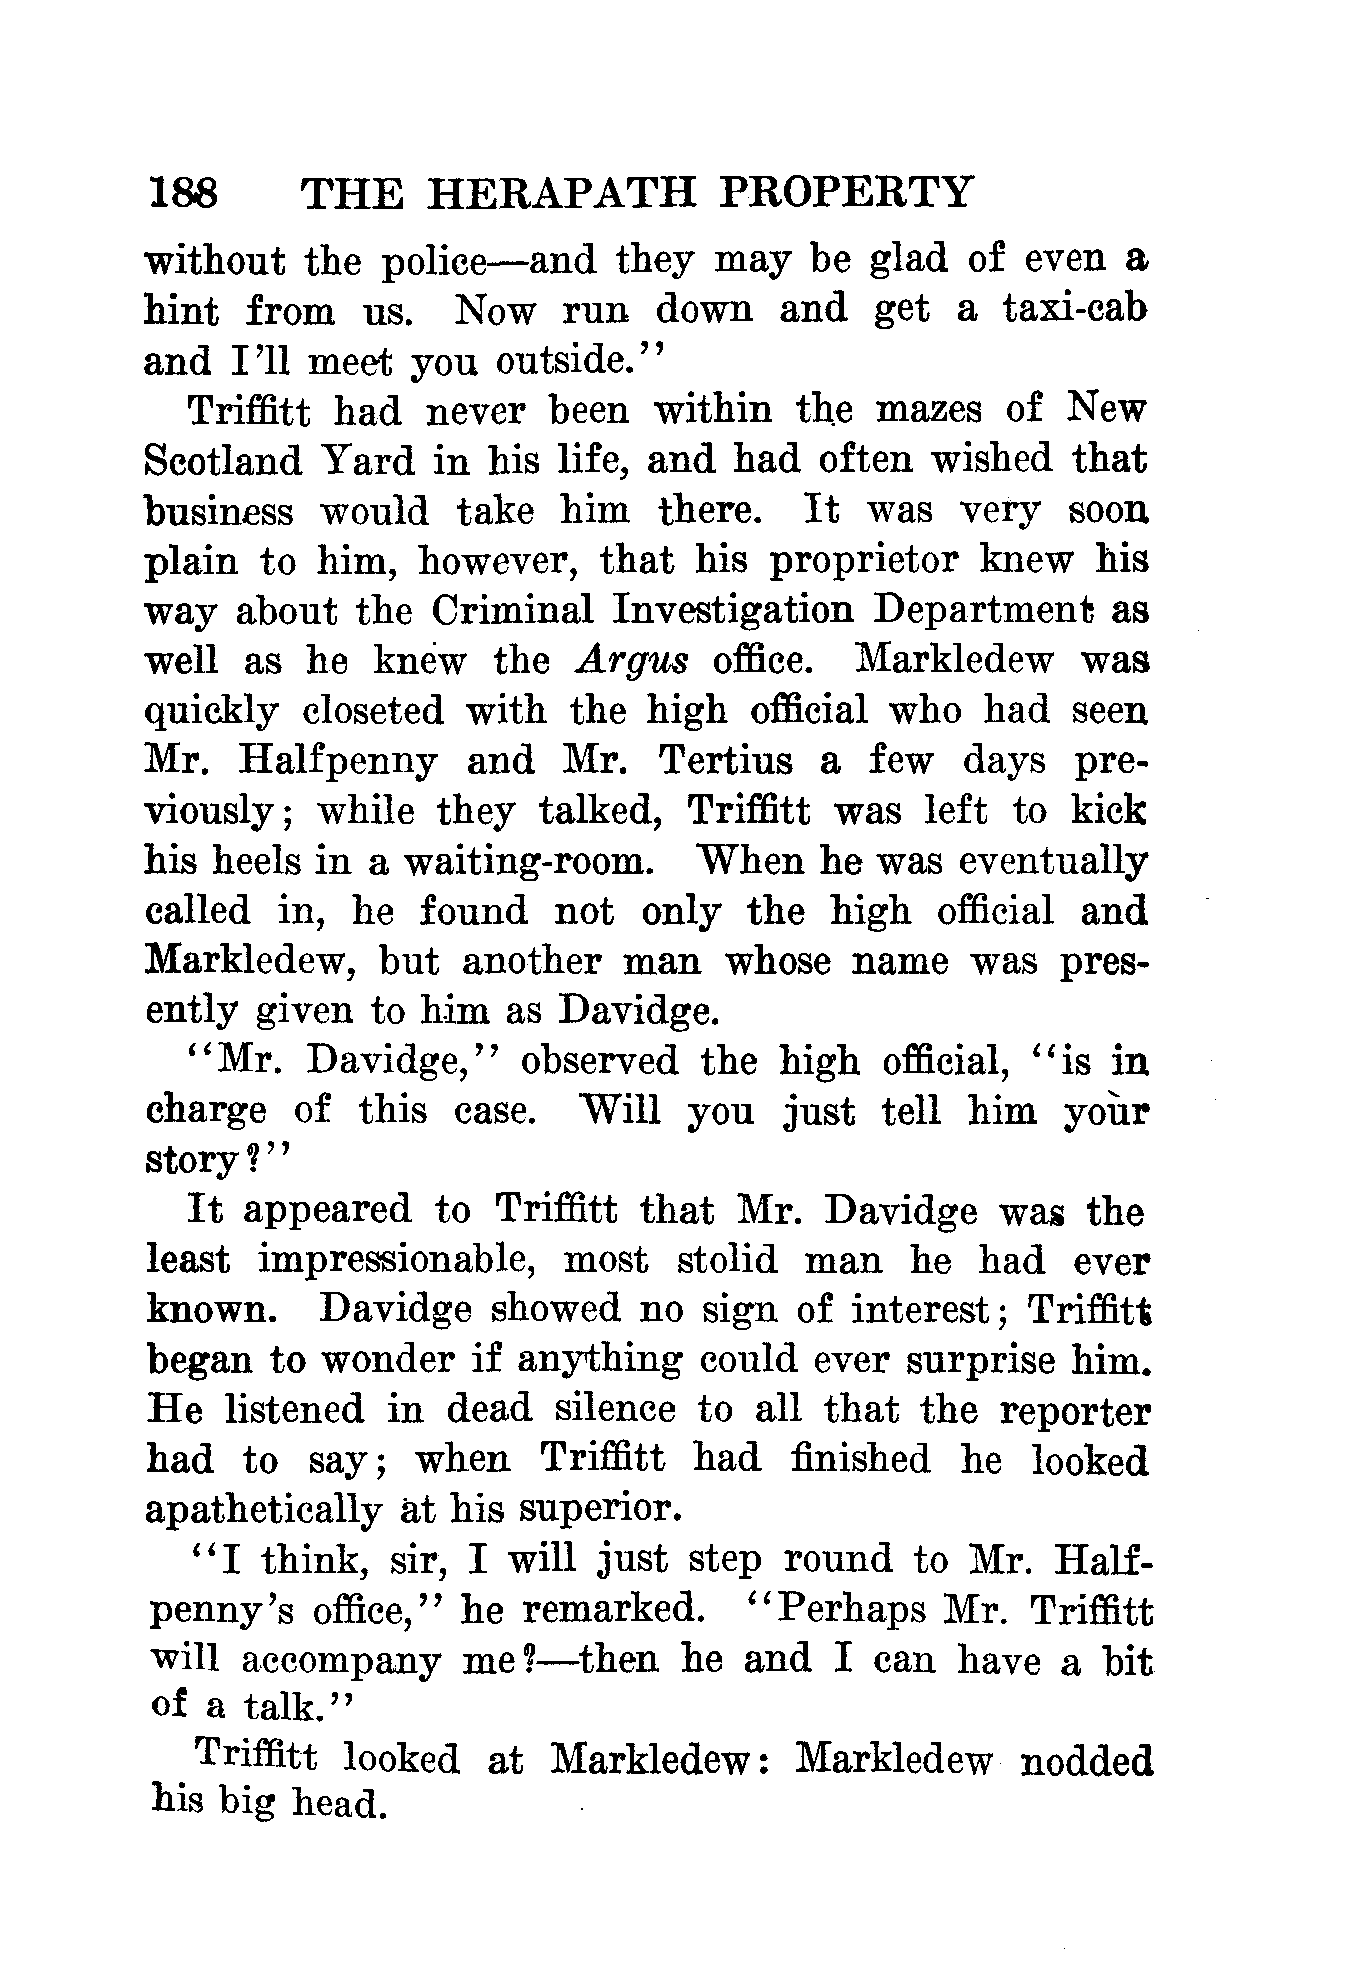 188 THE HERAPATH PROPERTY
without the police—and they may be glad of even a
hint from us. Now run down and get a taxi-cab
and I'll meet you outside."
Triffitt had never been within the mazes of New
Scotland Yard in his life, and had often wished that
business would take him there. It was very soon
plain to him, however, that his proprietor knew his
way about the Criminal Investigation Department as
well as he knew the Argus office. Markledew was
quickly closeted with the high official who had seen
Mr. Halfpenny and Mr. Tertius a few days pre-
viously; while they talked, Triffitt was left to kick
his heels in a waiting-room. When he was eventually
called in, he found not only the high official and
Markledew, but another man whose name was pres-
ently given to him as Davidge.
"Mr. Davidge," observed the high official, "is in
charge of this case. Will you just tell him your
story?"
It appeared to Triffitt that Mr. Davidge was the
least impressionable, most stolid man he had ever
known. Davidge showed no sign of interest; Triffitt
began to wonder if anything could ever surprise him.
He listened in dead silence to all that the reporter
had to say; when Triffitt had finished he looked
apathetically at his superior.
"I think, sir, I will just step round to Mr. Half-
penny's office," he remarked. "Perhaps Mr. Triffitt
will accompany me?—then he and I can have a bit
of a talk."
Triffitt looked at Markledew: Markledew nodded
his big head.